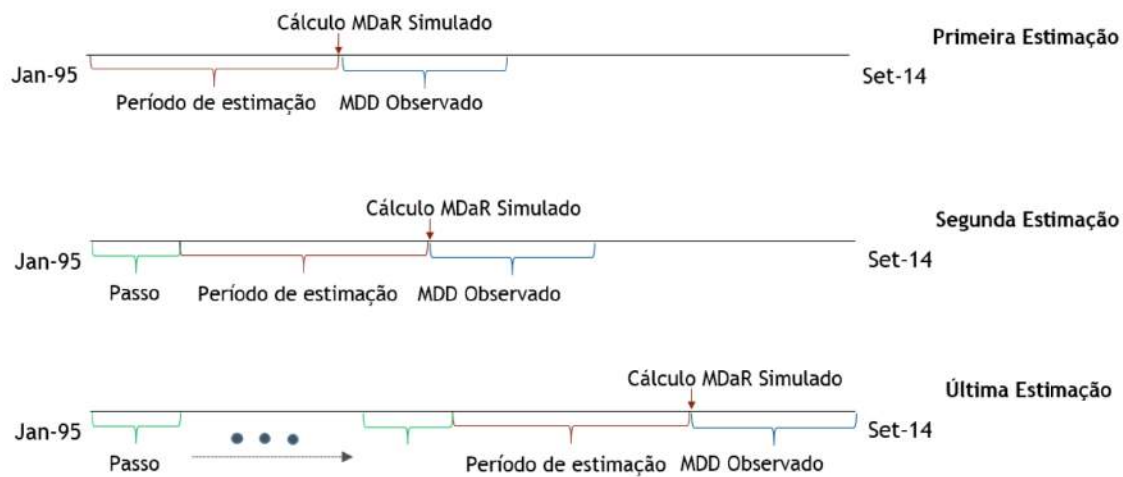 Cálculo MDaR Simulado
Primeira Estimação
Jan-95
Set-14
Período de estimação
MDD Observado
Cálculo MDaR Simulado
Segunda Estimação
Jan-95
Set-14
Passo
Período de estimação
MDD Observado
Cálculo MDaR Simulado
Última Estimação
Jan-95
Set-14
Passo
Período de estimação
MDD Observado